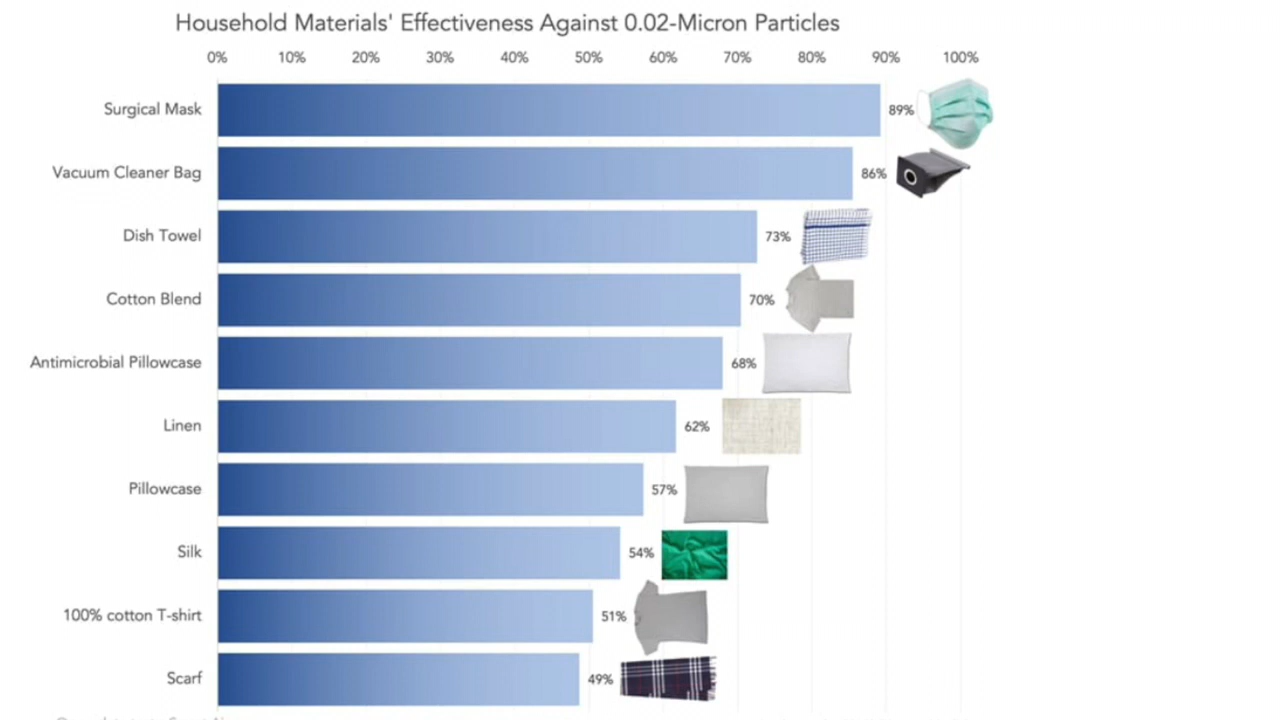 Household Materials' Effectiveness Against 0.02-Micron Particles
0% 10% 20% 30% 40% 50% 60% 70% 80% 90% 100%
Surgical Mask 89%
Vacuum Cleaner Bag 86%
Dish Towel 73%
Cotton Blend 70%
Antimicrobial Pillowcase 68%
Linen 62%
Pillowcase 57%
Silk 54%
100% cotton T-shirt 51%
Scarf 49%